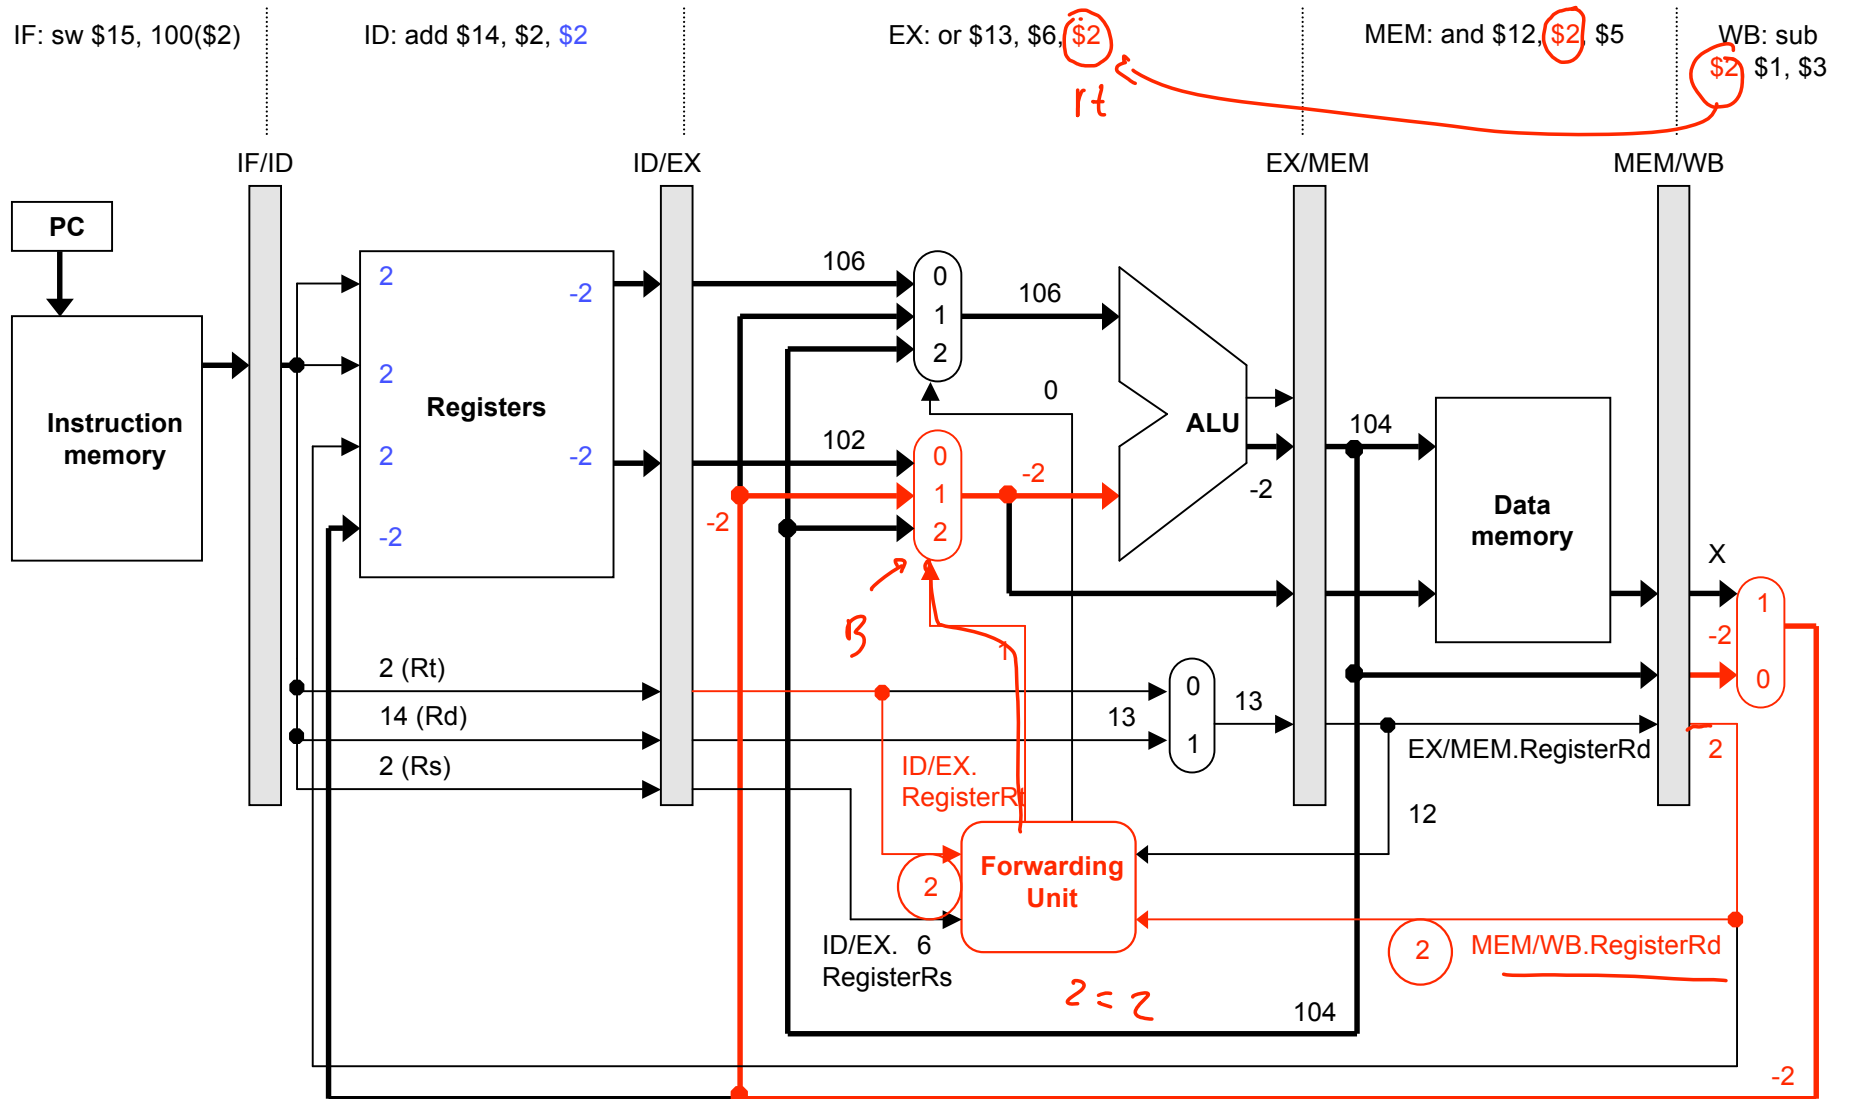 IF: sw $15, 100($2)
ID: add $14, $2, $2
EX: or $13, $6, $2
MEM: and $12, $2, $5
WB: sub
$2, $1, $3
rt
IF/ID
ID/EX
EX/MEM
MEM/WB
PC
Instruction
memory
2
2
2
-2
-2
-2
Registers
106
0
1
2
106
0
102
0
1
2
-2
-2
B
1
ALU
-2
104
Data
memory
X
1
-2
0
2 (Rt)
14 (Rd)
2 (Rs)
13
0
1
13
ID/EX.
RegisterRt
EX/MEM.RegisterRd
2
12
2
Forwarding
Unit
ID/EX. 6
RegisterRs
2
MEM/WB.RegisterRd
2 = 2
104
-2